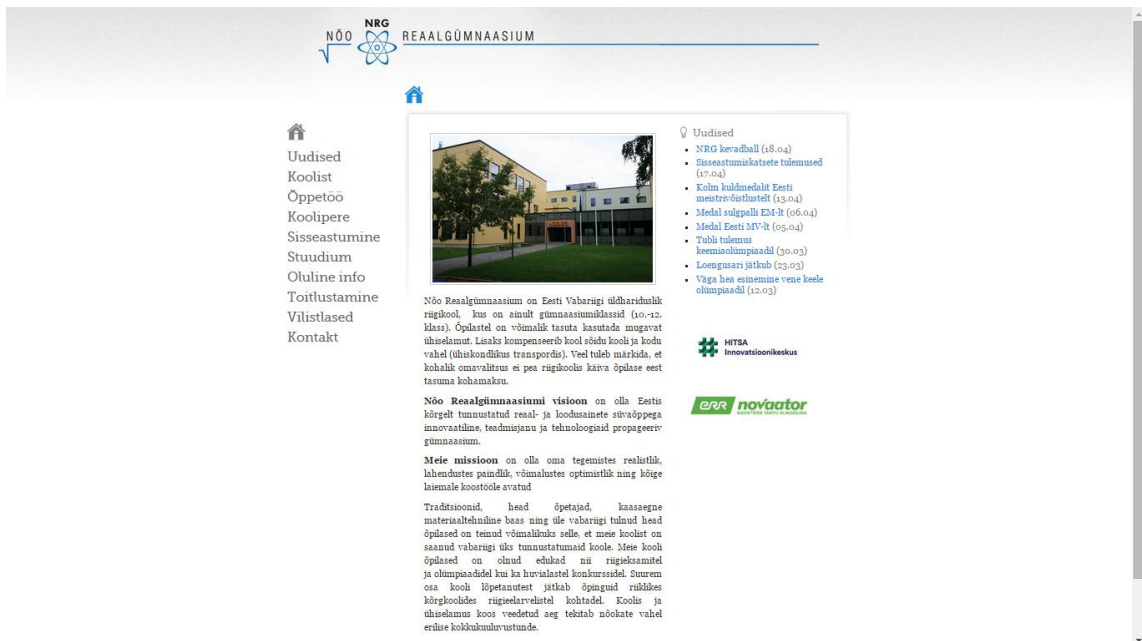 NÕO NRG REAALGÜMNAASIUM
Uudised
Koolist
Õppetöö
Koolipere
Sisseastumine
Stuudium
Oluline info
Toitlustamine
Vilistlased
Kontakt
Nõo Reaalgümnaasium on Eesti Vabariigi üldhariduslik
riigikool, kus on ainult gümnaasiumiklassid (10.-12.
klass). Õpilastel on võimalik tasuta kasutada mugavat
ühiselamut. Lisaks kompenseerib kool sõidu kooli ja kodu
vahel (ühiskondlikus transpordis). Veel tuleb märkida, et
kohalik omavalitsus ei pea riigikoolis käiva õpilase eest
tasuma kohamaksu.
Nõo Reaalgümnaasiumi visioon on olla Eestis
kõrgelt tunnustatud reaal- ja loodusainete süvaõppega
innovaatiline, teadmisjanu ja tehnoloogiaid propageeriv
gümnaasium.
Meie missioon on olla oma tegemistes realistlik,
lahendustes paindlik, võimalustes optimistlik ning kõige
laiemale koostööle avatud
Traditsioonid, head õpetajad, kaasaegne
materiaaltehniline baas ning üle vabariigi tulnud head
õpilased on teinud võimalikuks selle, et meie koolist on
saanud vabariigi üks tunnustatumaid koole. Meie kooli
õpilased on olnud edukad nii riigieksamitel
ja olümpiaadidel kui ka huvialastel konkurssidel. Suurem
osa kooli lõpetanutest jätkab õpinguid riiklikes
kõrgkoolides riigieelarvelistel kohtadel. Koolis ja
ühiselamus koos veedetud aeg tekitab nõokate vahel
erilise kokkukuuluvustunde.
Uudised
NRG kevadball (18.04)
Sisseastumiskatsete tulemused
(17.04)
Kolm kuldmedalit Eesti
meistrivõistlustelt (13.04)
Medal sulgpalli EM-lt (06.04)
Medal Eesti MV-lt (05.04)
Tubli tulemus
keemiaolümpiaadil (30.03)
Loengusari jätkub (23.03)
Väga hea esinemine vene keele
olümpiaadil (12.03)
HITSA
Innovatsioonikeskus
err novaator